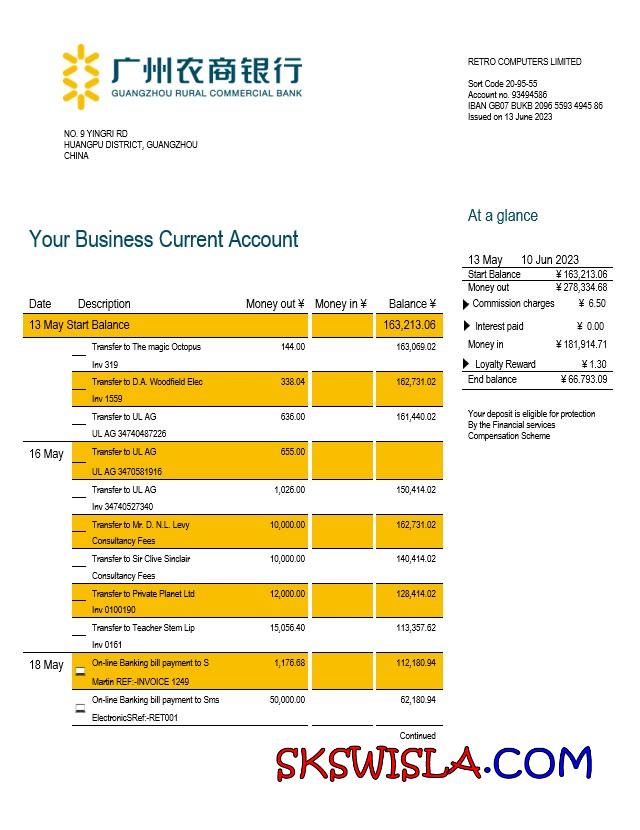 广州农商银行
GUANGZHOU RURAL COMMERCIAL BANK
RETRO COMPUTERS LIMITED
Sort Code 20-95-55
Account no. 93494586
IBAN GB07 BUKB 2096 5593 4945 86
Issued on 13 June 2023
NO. 9 YINGRI RD
HUANGPU DISTRICT, GUANGZHOU
CHINA
At a glance
13 May 10 Jun 2023
Start Balance ¥ 163,213.06
Money out ¥ 278,334.68
Commission charges ¥ 6.50
Interest paid ¥ 0.00
Money in ¥ 181,914.71
Loyalty Reward ¥ 1.30
End balance ¥ 66.793.09
Your deposit is eligible for protection
By the Financial services
Compensation Scheme
Your Business Current Account
Date Description Money out ¥ Money in ¥ Balance ¥
13 May Start Balance 163,213.06
Transfer to The magic Octopus 144.00 163,069.02
Inv 319
Transfer to D.A. Woodfield Elec 338.04 162,731.02
Inv 1559
Transfer to UL AG 636.00 161,440.02
UL AG 34740487226
16 May Transfer to UL AG 655.00
UL AG 3470581916
Transfer to UL AG 1,026.00 150,414.02
Inv 34740527340
Transfer to Mr. D. N.L. Levy 10,000.00 162,731.02
Consultancy Fees
Transfer to Sir Clive Sinclair 10,000.00 140,414.02
Consultancy Fees
Transfer to Private Planet Ltd 12,000.00 128,414.02
Inv 0100190
Transfer to Teacher Stem Lip 15,056.40 113,357.62
Inv 0161
18 May On-line Banking bill payment to S 1,176.68 112,180.94
Martin REF:-INVOICE 1249
On-line Banking bill payment to Sms 50,000.00 62,180.94
ElectronicSRef:-RET001
Continued
SKSWISLA.COM